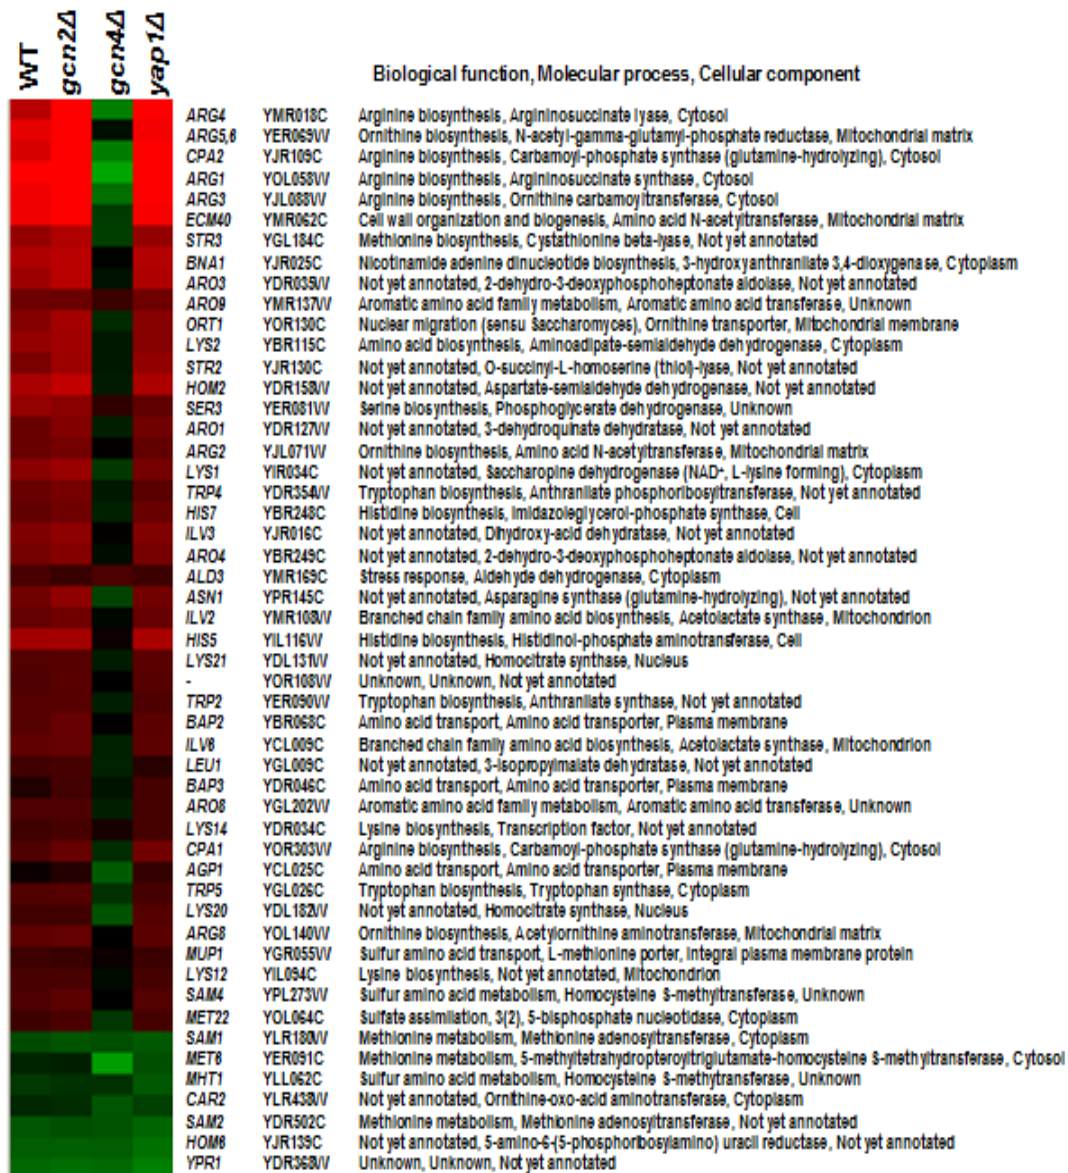 WT gcn2Δ gcn4Δ yap1Δ
Biological function, Molecular process, Cellular component
ARG4 YMR018C Arginine biosynthesis, Argininosuccinate lyase, Cytosol
ARG5,6 YER069W Ornithine biosynthesis, N-acetyl-gamma-glutamyl-phosphate reductase, Mitochondrial matrix
CPA2 YJR109C Arginine biosynthesis, Carbamoyl-phosphate synthase (glutamine-hydrolyzing), Cytosol
ARG1 YOL058W Arginine biosynthesis, Argininosuccinate synthase, Cytosol
ARG3 YJL088W Arginine biosynthesis, Ornithine carbamoyltransferase, Cytosol
ECM40 YMR062C Cell wall organization and biogenesis, Amino acid N-acetyltransferase, Mitochondrial matrix
STR3 YGL184C Methionine biosynthesis, Cystathionine beta-lyase, Not yet annotated
BNA1 YJR025C Nicotinamide adenine dinucleotide biosynthesis, 3-hydroxyanthranilate 3,4-dioxygenase, Cytoplasm
ARO3 YDR035W Not yet annotated, 2-dehydro-3-deoxyphosphoheptonate aldolase, Not yet annotated
ARO9 YMR137W Aromatic amino acid family metabolism, Aromatic amino acid transferase, Unknown
ORT1 YOR130C Nuclear migration (sensu Saccharomyces), Ornithine transporter, Mitochondrial membrane
LYS2 YBR115C Amino acid biosynthesis, Aminoadipate-semialdehyde dehydrogenase, Cytoplasm
STR2 YJR130C Not yet annotated, O-succinyl-L-homoserine (thiol)-lyase, Not yet annotated
HOM2 YDR158W Not yet annotated, Aspartate-semialdehyde dehydrogenase, Not yet annotated
SER3 YER081W Serine biosynthesis, Phosphoglycerate dehydrogenase, Unknown
ARO1 YDR127W Not yet annotated, 3-dehydroquinate dehydratase, Not yet annotated
ARG2 YJL071W Ornithine biosynthesis, Amino acid N-acetyltransferase, Mitochondrial matrix
LYS1 YIR034C Not yet annotated, Saccharopine dehydrogenase (NAD+, L-lysine forming), Cytoplasm
TRP4 YDR354W Tryptophan biosynthesis, Anthranilate phosphoribosyltransferase, Not yet annotated
HIS7 YBR248C Histidine biosynthesis, Imidazoleglycerol-phosphate synthase, Cell
ILV3 YJR016C Not yet annotated, Dihydroxy-acid dehydratase, Not yet annotated
ARO4 YBR249C Not yet annotated, 2-dehydro-3-deoxyphosphoheptonate aldolase, Not yet annotated
ALD3 YMR169C Stress response, Aldehyde dehydrogenase, Cytoplasm
ASN1 YPR145C Not yet annotated, Asparagine synthase (glutamine-hydrolyzing), Not yet annotated
ILV2 YMR108W Branched chain family amino acid biosynthesis, Acetolactate synthase, Mitochondrion
HIS5 YIL116W Histidine biosynthesis, Histidinol-phosphate aminotransferase, Cell
LYS21 YDL131W Not yet annotated, Homocitrate synthase, Nucleus
- YOR108W Unknown, Unknown, Not yet annotated
TRP2 YER090W Tryptophan biosynthesis, Anthranilate synthase, Not yet annotated
BAP2 YBR068C Amino acid transport, Amino acid transporter, Plasma membrane
ILV6 YCL009C Branched chain family amino acid biosynthesis, Acetolactate synthase, Mitochondrion
LEU1 YGL009C Not yet annotated, 3-isopropylmalate dehydratase, Not yet annotated
BAP3 YDR046C Amino acid transport, Amino acid transporter, Plasma membrane
ARO8 YGL202W Aromatic amino acid family metabolism, Aromatic amino acid transferase, Unknown
LYS14 YDR034C Lysine biosynthesis, Transcription factor, Not yet annotated
CPA1 YOR303W Arginine biosynthesis, Carbamoyl-phosphate synthase (glutamine-hydrolyzing), Cytosol
AGP1 YCL025C Amino acid transport, Amino acid transporter, Plasma membrane
TRP5 YGL026C Tryptophan biosynthesis, Tryptophan synthase, Cytoplasm
LYS20 YDL182W Not yet annotated, Homocitrate synthase, Nucleus
ARG8 YOL140W Ornithine biosynthesis, Acetylornithine aminotransferase, Mitochondrial matrix
MUP1 YGR055W Sulfur amino acid transport, L-methionine porter, Integral plasma membrane protein
LYS12 YIL094C Lysine biosynthesis, Not yet annotated, Mitochondrion
SAM4 YPL273W Sulfur amino acid metabolism, Homocysteine S-methyltransferase, Unknown
MET22 YOL064C Sulfate assimilation, 3(2), 5-bisphosphate nucleotidase, Cytoplasm
SAM1 YLR180W Methionine metabolism, Methionine adenosyltransferase, Cytoplasm
MET6 YER091C Methionine metabolism, 5-methyltetrahydropteroyltriglutamate-homocysteine S-methyltransferase, Cytosol
MHT1 YLL062C Sulfur amino acid metabolism, Homocysteine S-methytransferase, Unknown
CAR2 YLR438W Not yet annotated, Ornithine-oxo-acid aminotransferase, Cytoplasm
SAM2 YDR502C Methionine metabolism, Methionine adenosyltransferase, Not yet annotated
HOM6 YJR139C Not yet annotated, 5-amino-6-(5-phosphoribosylamino) uracil reductase, Not yet annotated
YPR1 YDR368W Unknown, Unknown, Not yet annotated